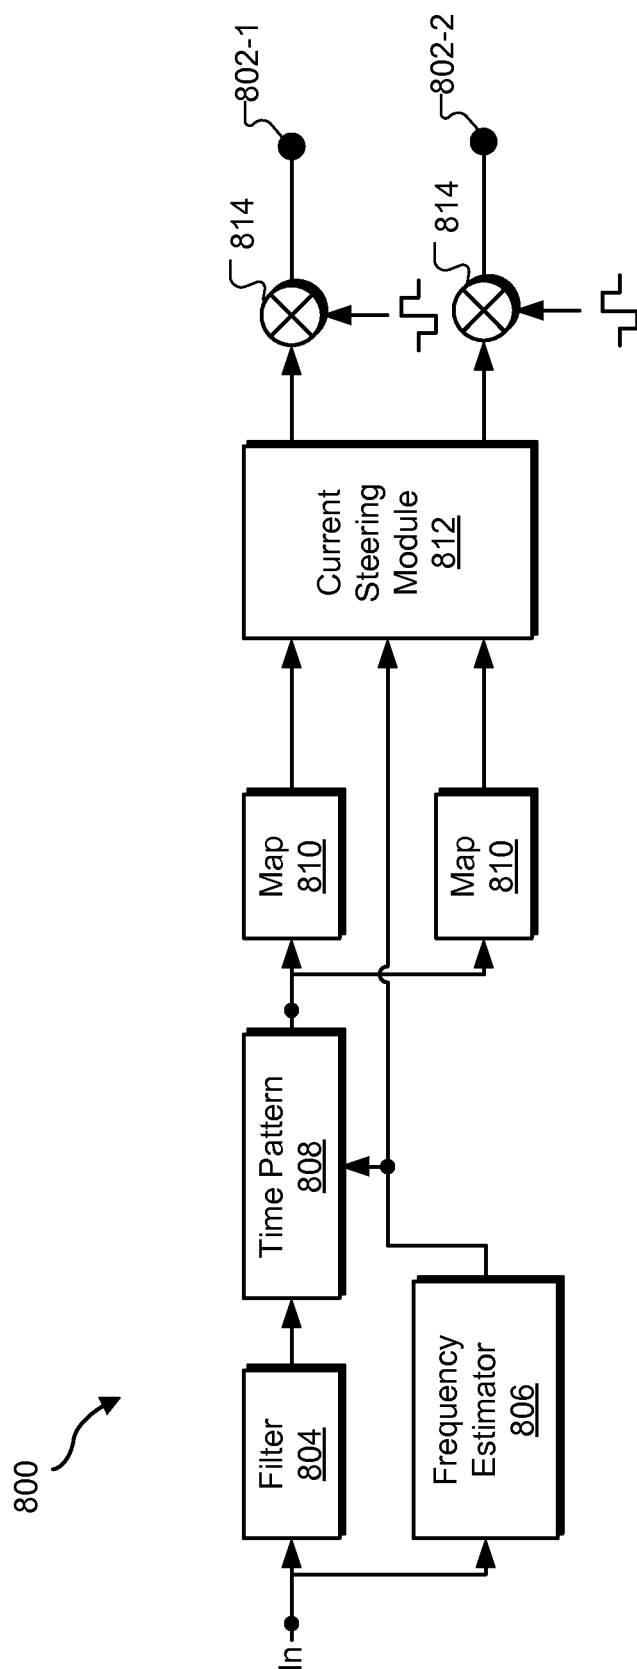 800
In
Filter
804
Frequency
Estimator
806
Time Pattern
808
Map
810
Map
810
Current
Steering
Module
812
814
814
802-1
802-2